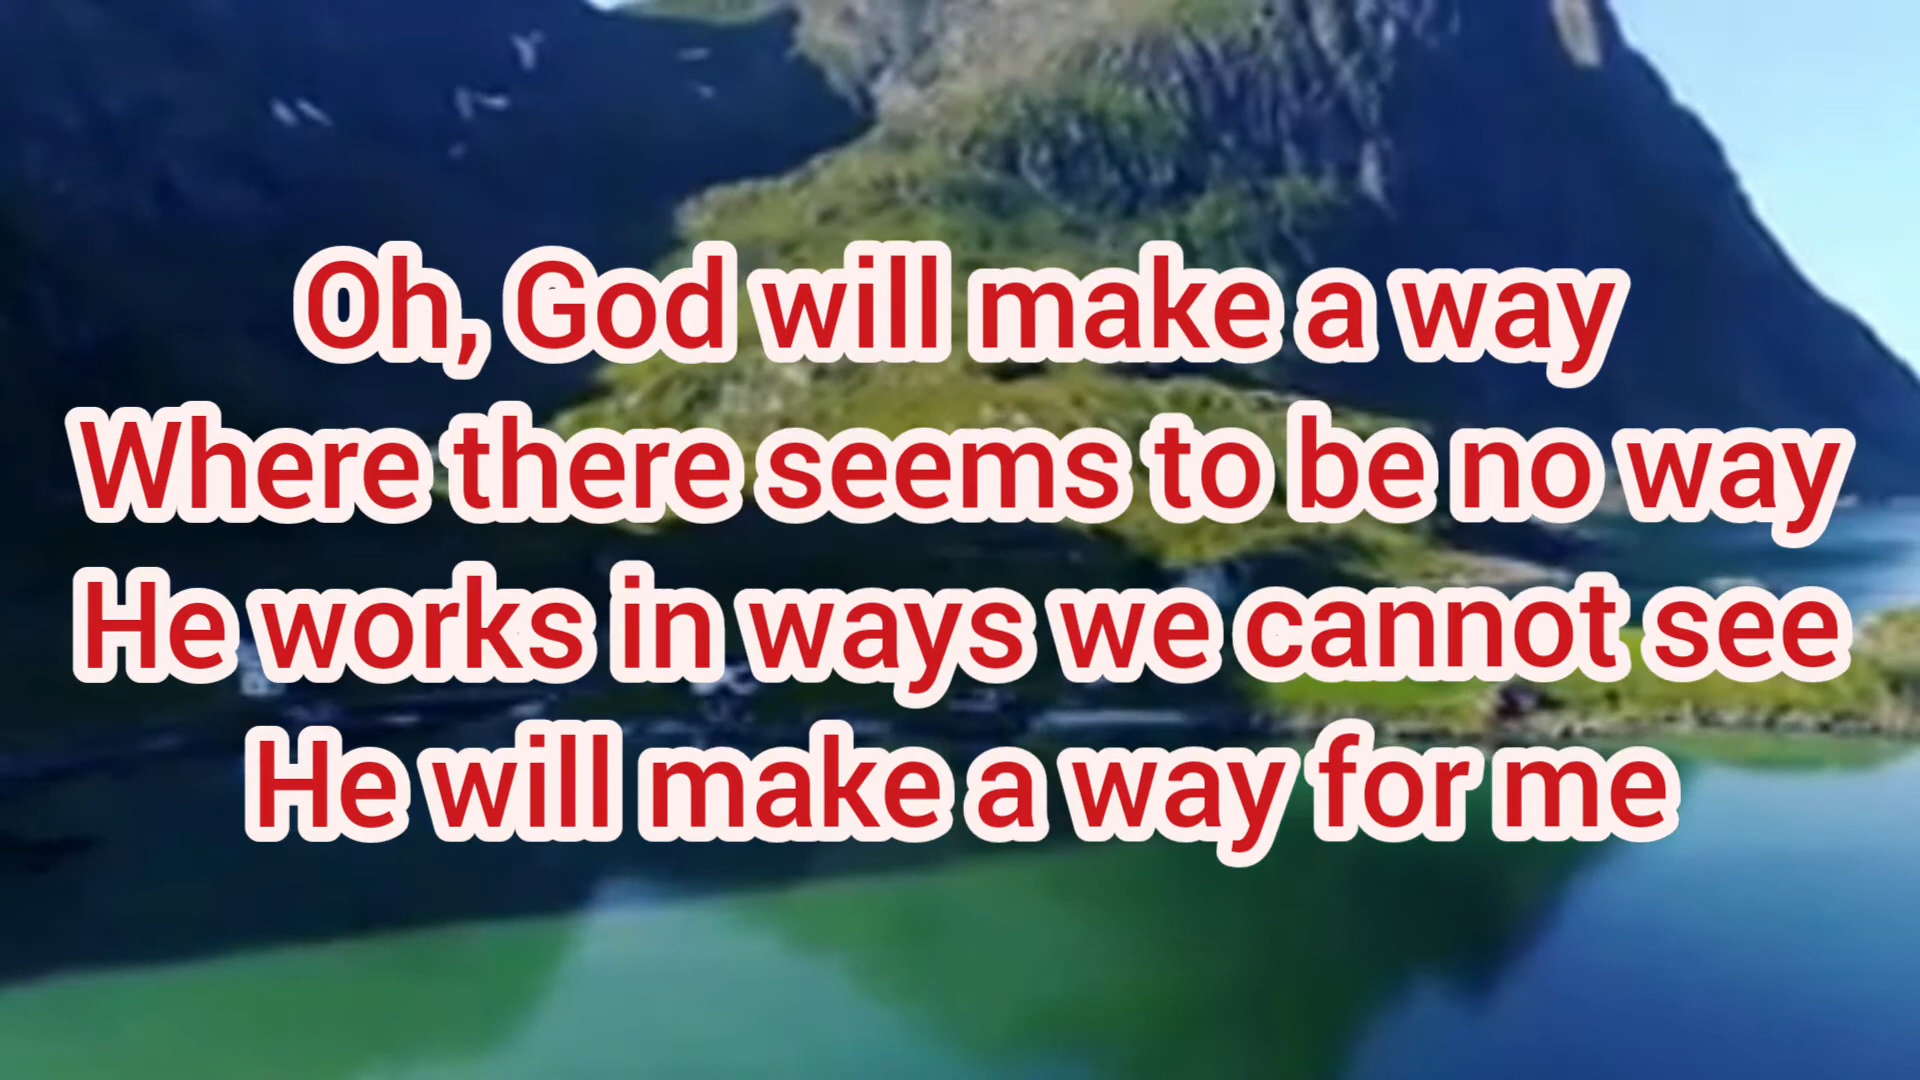 Oh, God will make a way
Where there seems to be no way
He works in ways we cannot see
He will make a way for me